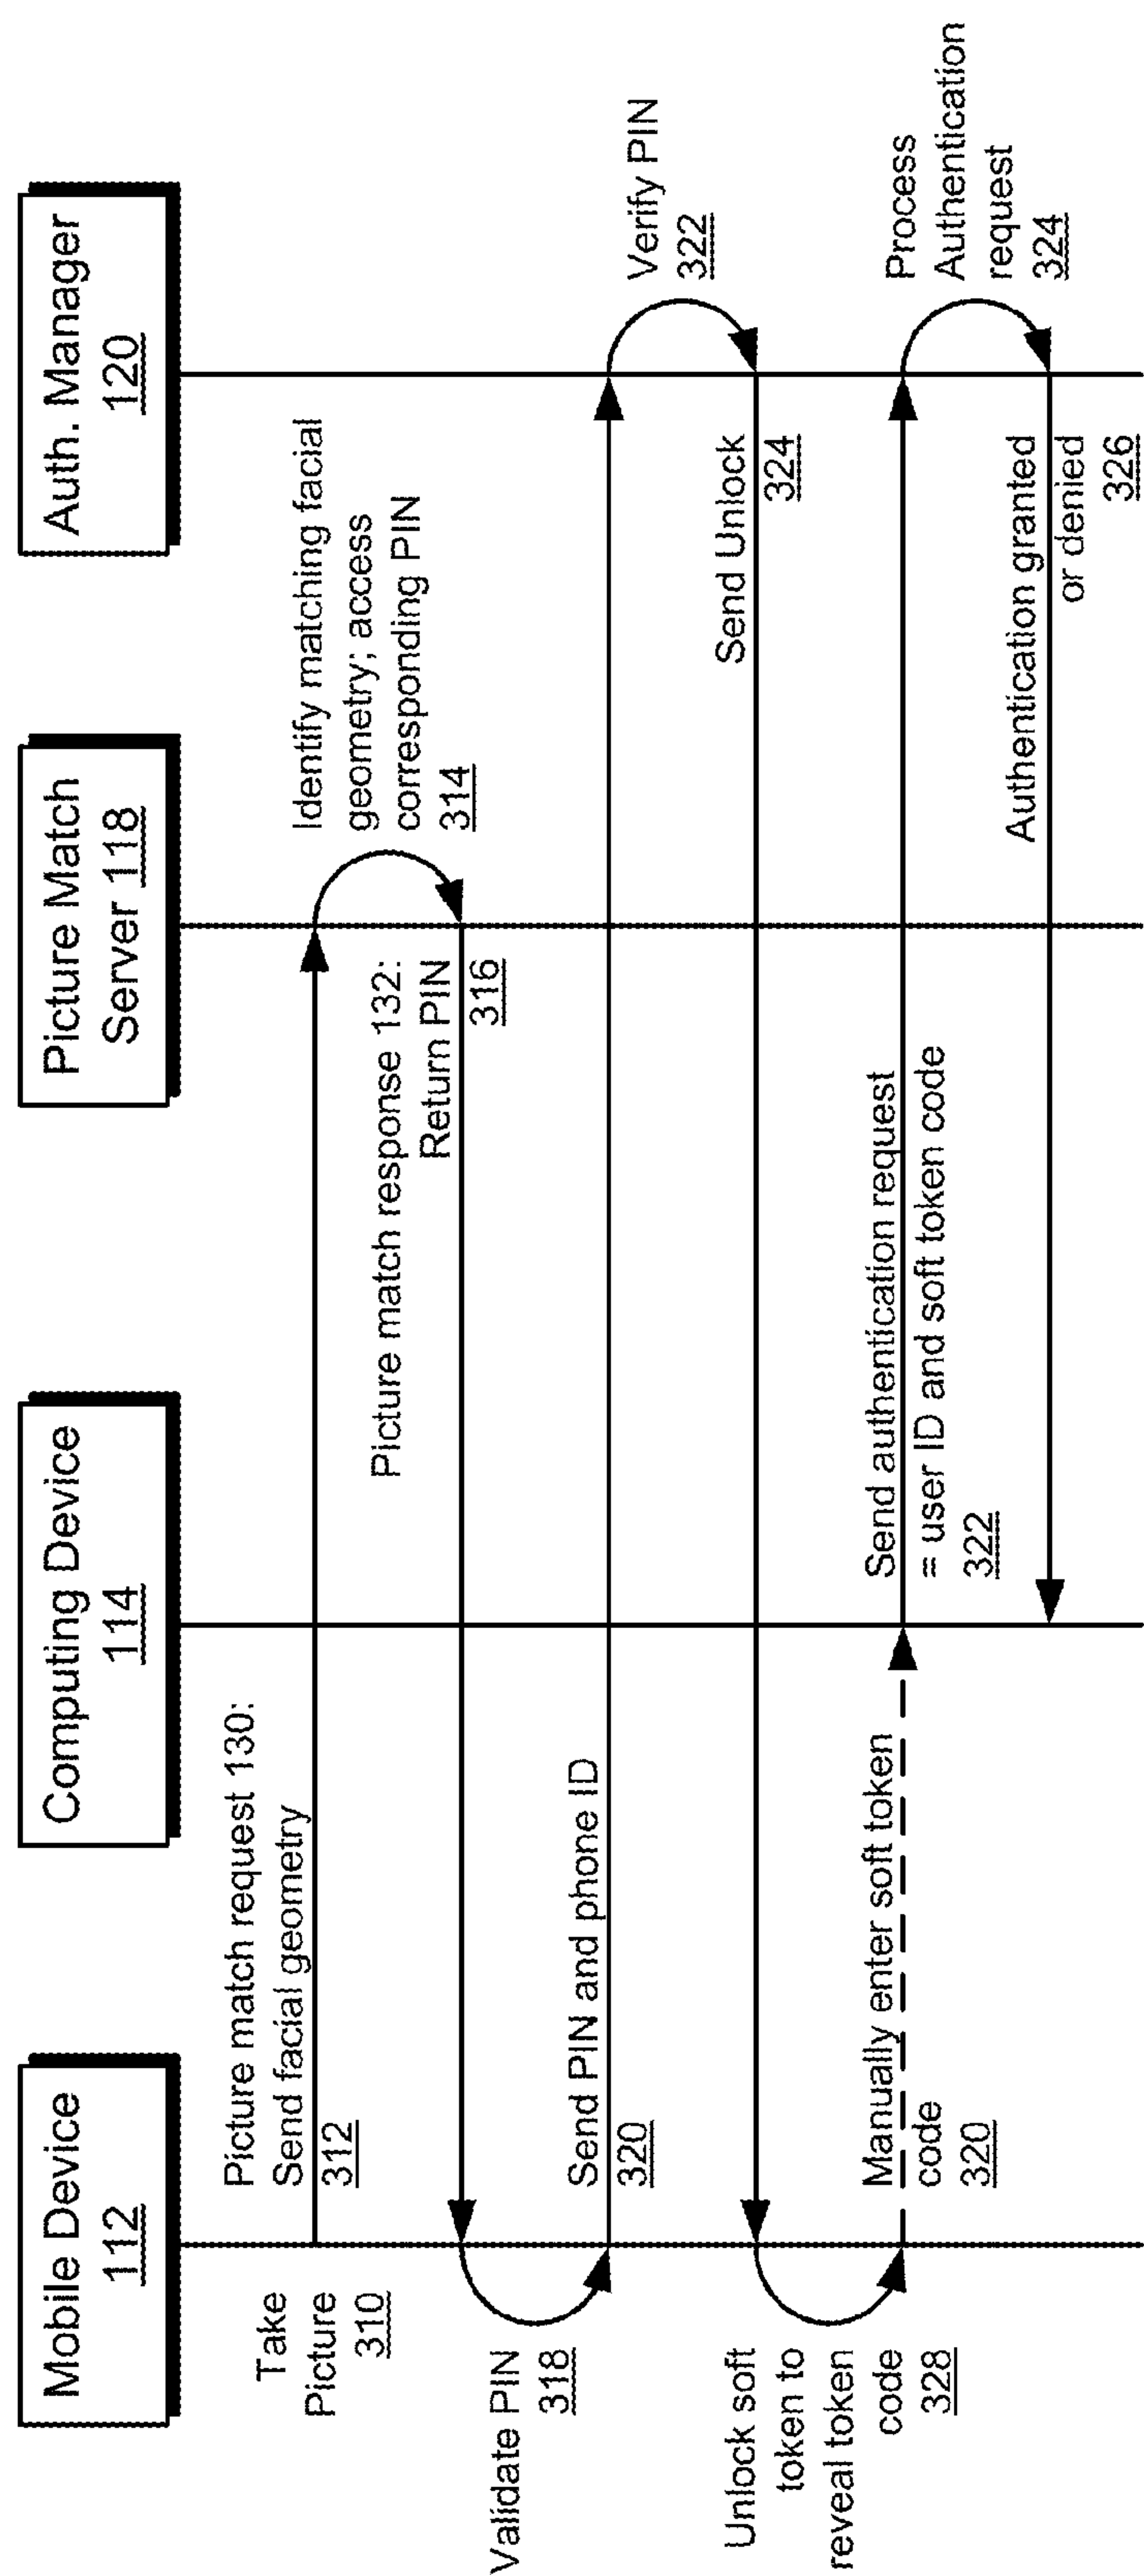 Mobile Device
112
Computing Device
114
Picture Match
Server 118
Auth. Manager
120
Take
Picture
310
Picture match request 130:
Send facial geometry
312
Identify matching facial
geometry; access
corresponding PIN
314
Picture match response 132:
Return PIN
316
Validate PIN
318
Send PIN and phone ID
320
Verify PIN
322
Send Unlock
324
Unlock soft
token to
reveal token
code
328
Manually enter soft token
code
320
Send authentication request
= user ID and soft token code
322
Process
Authentication
request
324
Authentication granted
or denied
326